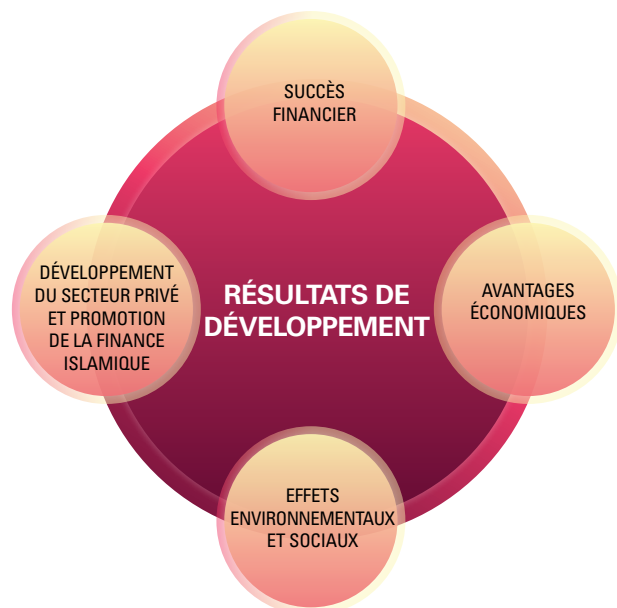 SUCCÈS
FINANCIER
DÉVELOPPEMENT
DU SECTEUR PRIVÉ
ET PROMOTION
DE LA FINANCE
ISLAMIQUE
RÉSULTATS DE
DÉVELOPPEMENT
AVANTAGES
ÉCONOMIQUES
EFFETS
ENVIRONNEMENTAUX
ET SOCIAUX